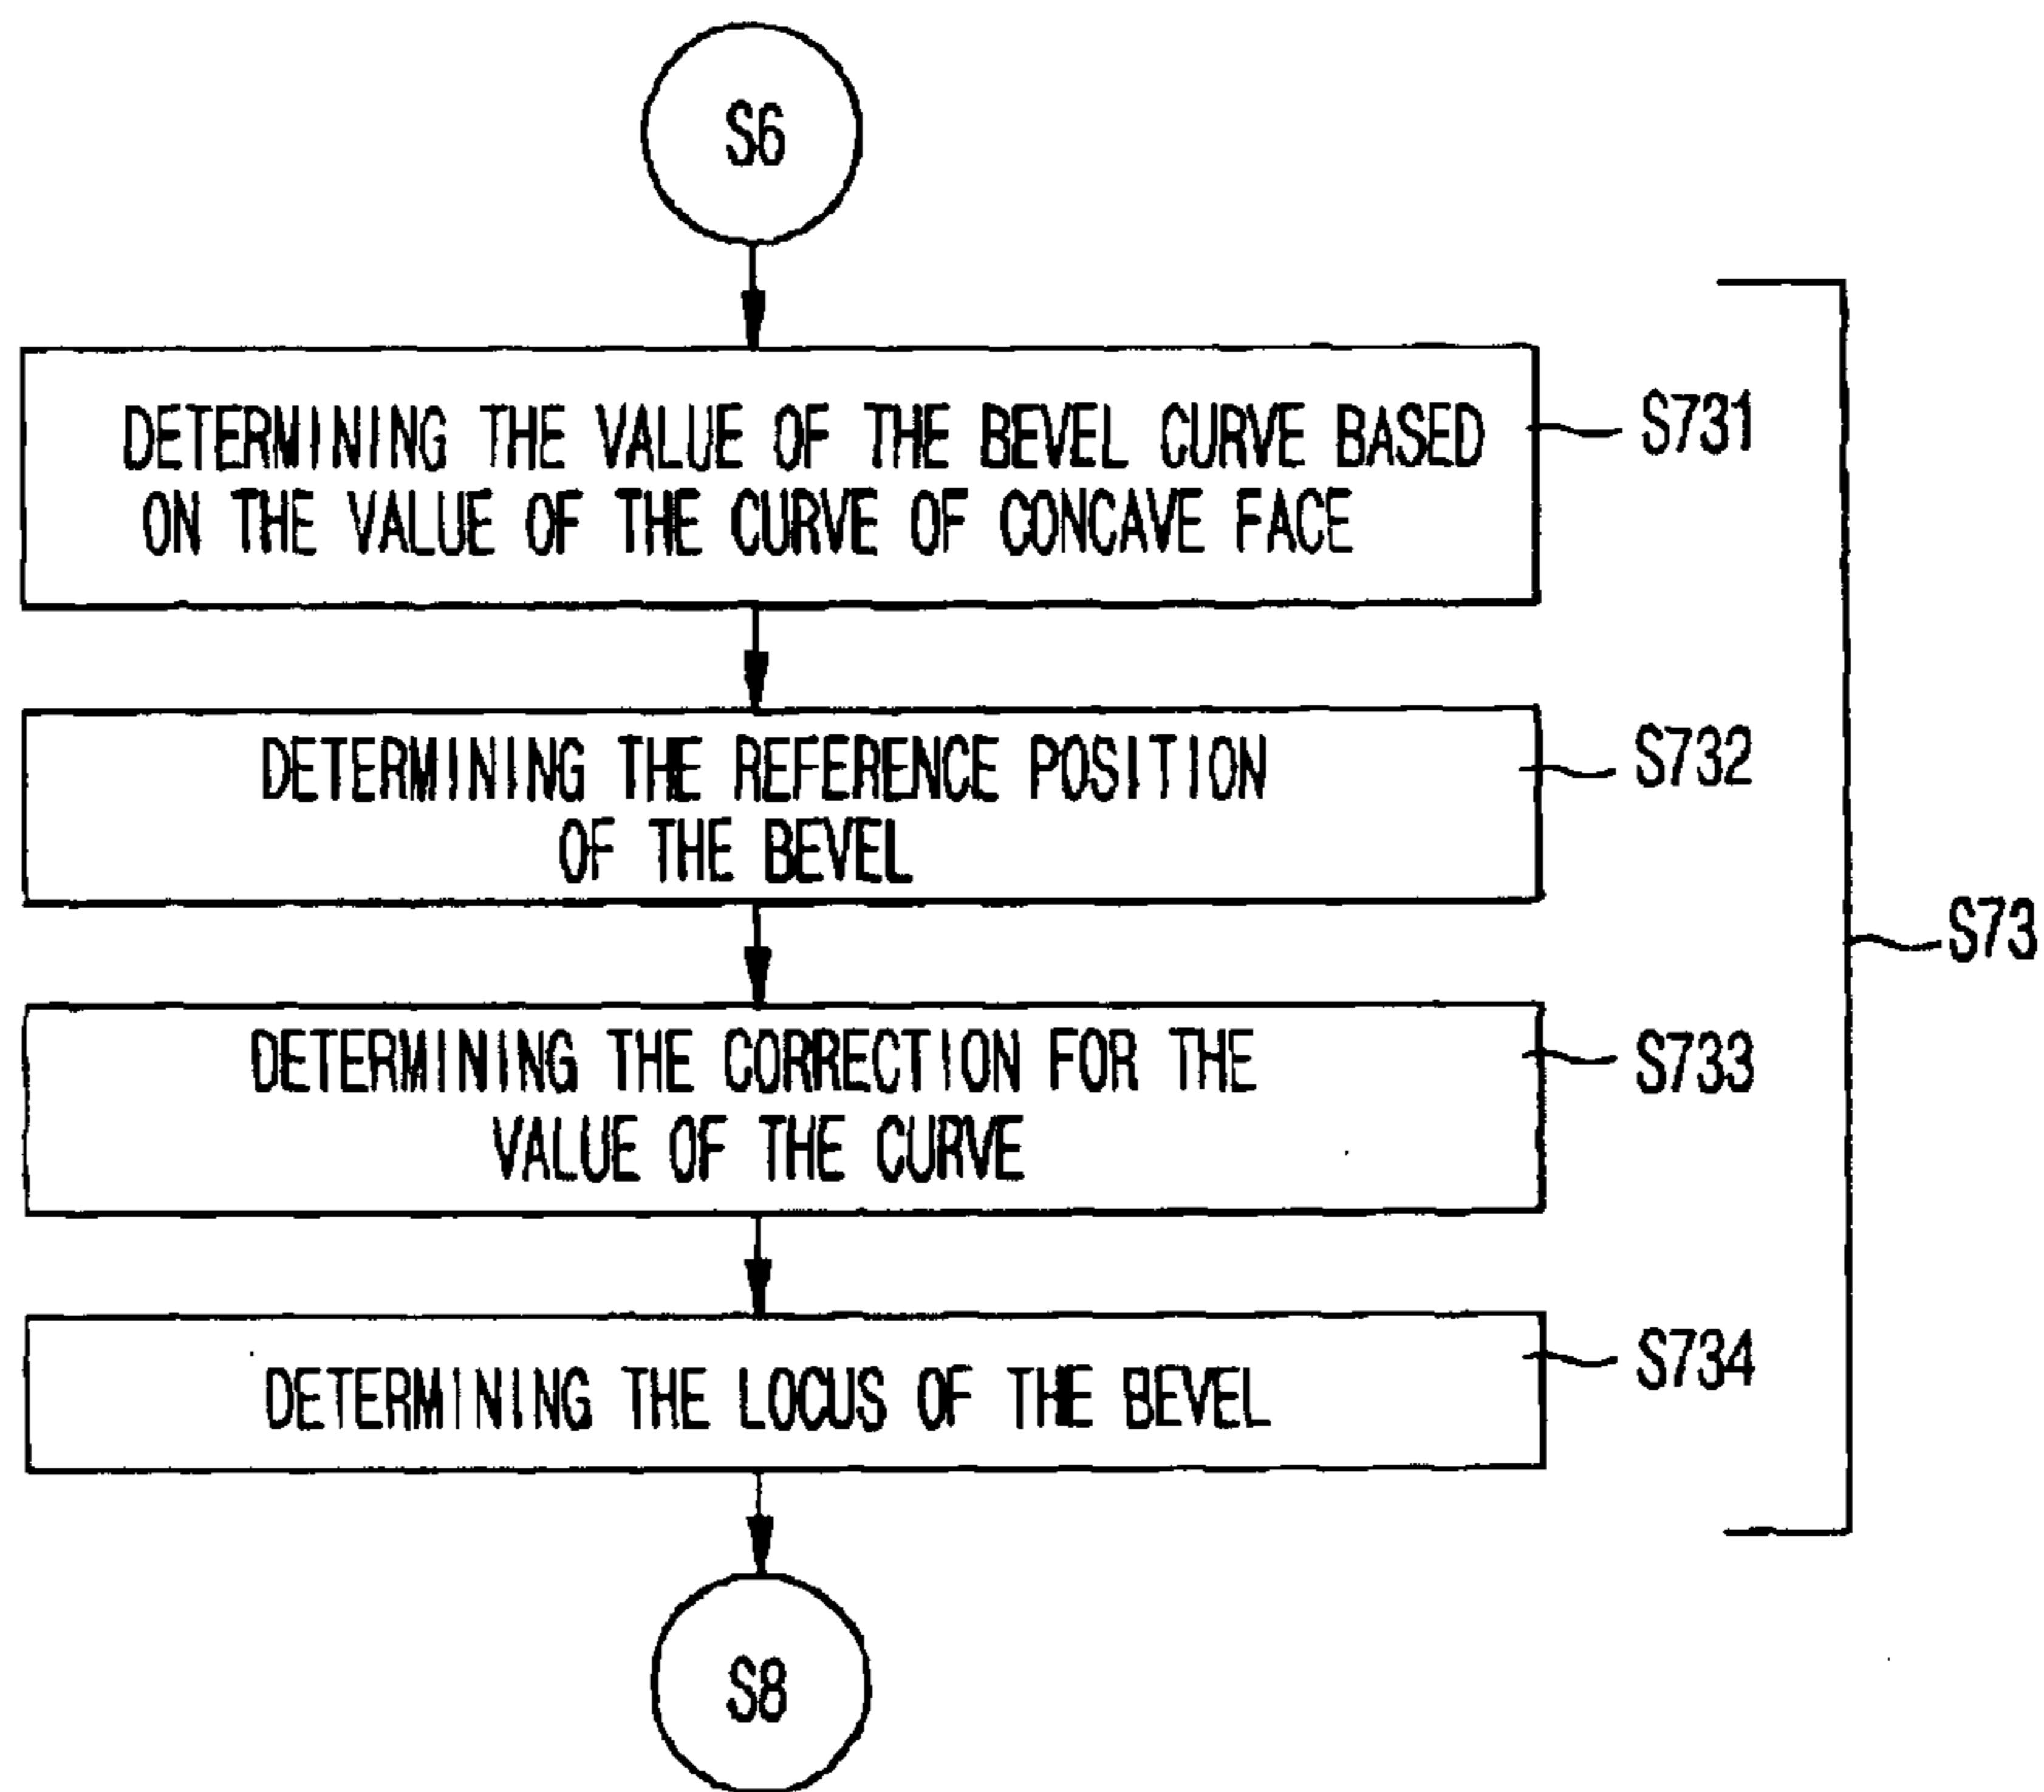 S6
DETERMINING THE VALUE OF THE BEVEL CURVE BASED
ON THE VALUE OF THE CURVE OF CONCAVE FACE
S731
DETERMINING THE REFERENCE POSITION
OF THE BEVEL
S732
S73
DETERMINING THE CORRECTION FOR THE
VALUE OF THE CURVE
S733
DETERMINING THE LOCUS OF THE BEVEL
S734
S8